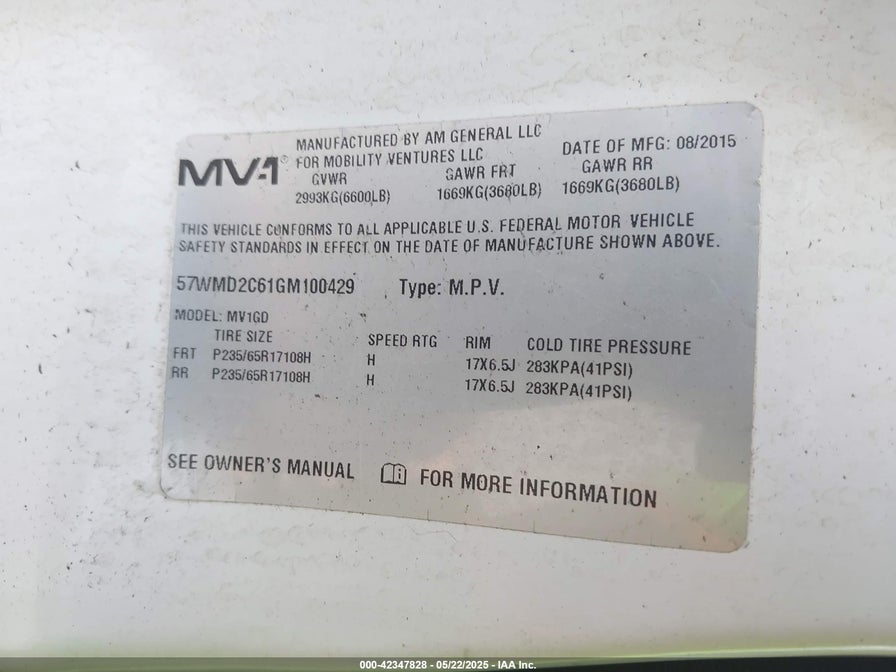 MANUFACTURED BY AM GENERAL LLC
MV-1® FOR MOBILITY VENTURES LLC DATE OF MFG: 08/2015
GVWR GAWR FRT GAWR RR
2993KG(6600LB) 1669KG(3680LB) 1669KG(3680LB)
THIS VEHICLE CONFORMS TO ALL APPLICABLE U.S. FEDERAL MOTOR VEHICLE
SAFETY STANDARDS IN EFFECT ON THE DATE OF MANUFACTURE SHOWN ABOVE.
57WMD2C61GM100429 Type: M.P.V.
MODEL: MV1GD
TIRE SIZE SPEED RTG RIM COLD TIRE PRESSURE
FRT P235/65R17108H H 17X6.5J 283KPA(41PSI)
RR P235/65R17108H H 17X6.5J 283KPA(41PSI)
SEE OWNER'S MANUAL FOR MORE INFORMATION
000-42347828 - 05/22/2025 - IAA Inc.